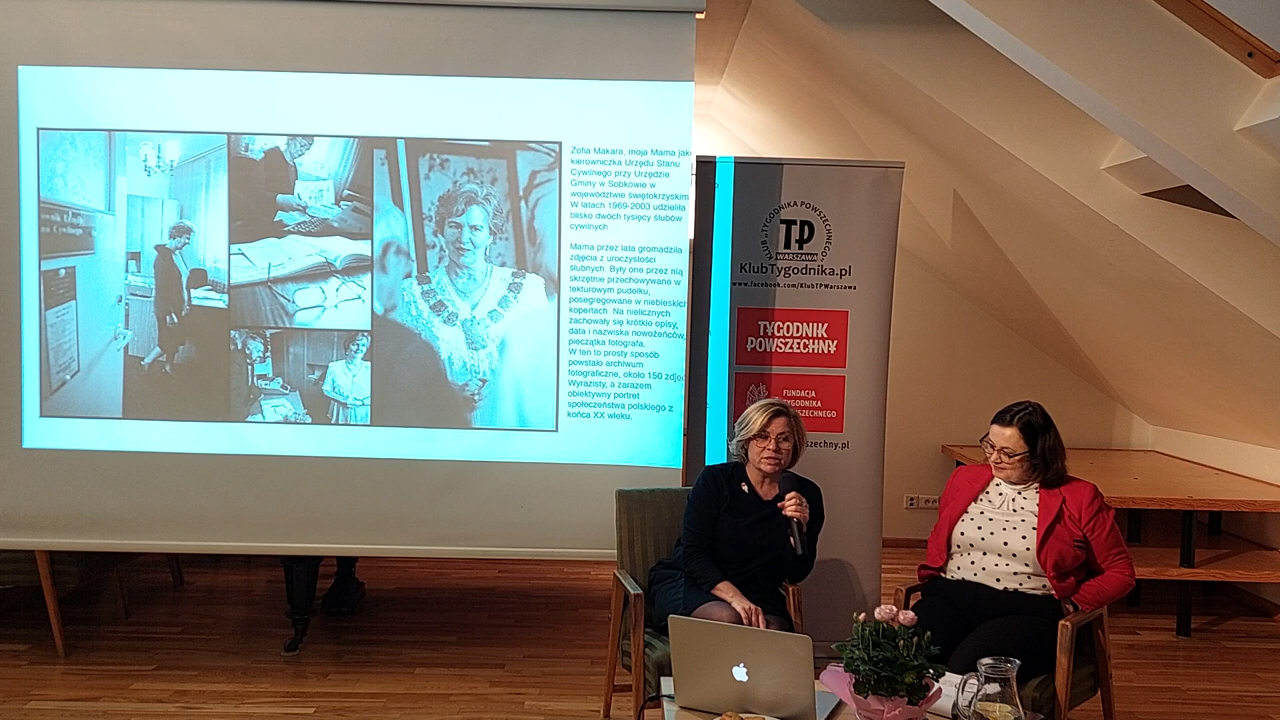 Zofia Makara, moja Mama jako
kierowniczka Urzędu Stanu
Cywilnego przy Urzędzie
Gminy w Sobkowie w
województwie świętokrzyskim
W latach 1969-2003 udzieliła
blisko dwóch tysięcy ślubów
cywilnych
Mama przez lata gromadziła
zdjęcia z uroczystości
ślubnych. Były one przez nią
skrzętnie przechowywane w
tekturowym pudełku,
posegregowane w niebieskich
kopertach. Na nielicznych
zachowały się krótkie opisy,
data i nazwiska nowożeńców,
pieczątka fotografa.
W ten to prosty sposób
powstało archiwum
fotograficzne, około 150 zdjęć
Wyrazisty, a zarazem
obiektywny portret
społeczeństwa polskiego z
końca XX wieku.
KLUB „TYGODNIKA POWSZECHNEGO"
TP
WARSZAWA
KlubTygodnika.pl
www.facebook.com/KlubTPWarszawa
TYGODNIK
POWSZECHNY
FUNDACJA
TYGODNIKA
POWSZECHNEGO
szechny.pl